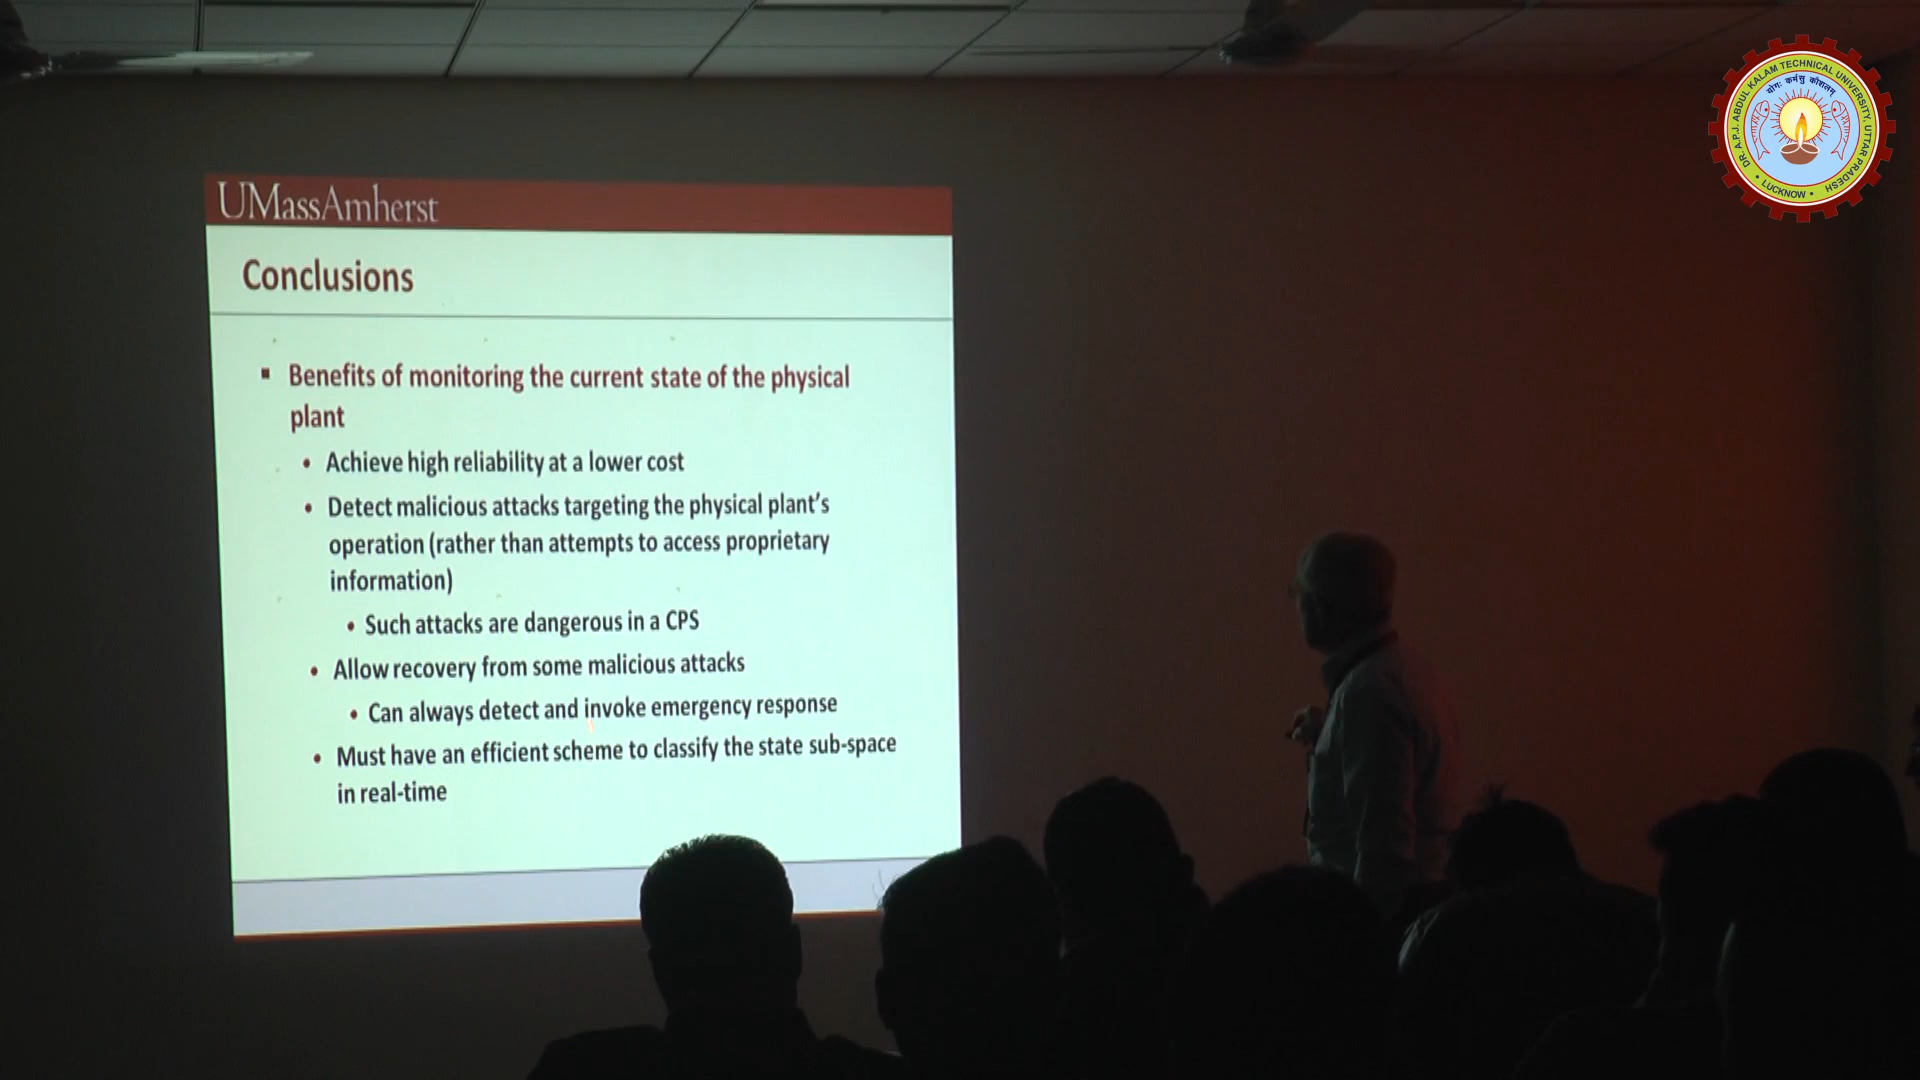 UMassAmherst
Conclusions
▪ Benefits of monitoring the current state of the physical
plant
• Achieve high reliability at a lower cost
• Detect malicious attacks targeting the physical plant's
operation (rather than attempts to access proprietary
information)
• Such attacks are dangerous in a CPS
• Allow recovery from some malicious attacks
• Can always detect and invoke emergency response
• Must have an efficient scheme to classify the state sub-space
in real-time
DR. A.P.J. ABDUL KALAM TECHNICAL UNIVERSITY, UTTAR PRADESH
योगः कर्मसु कौशलम्
• LUCKNOW •